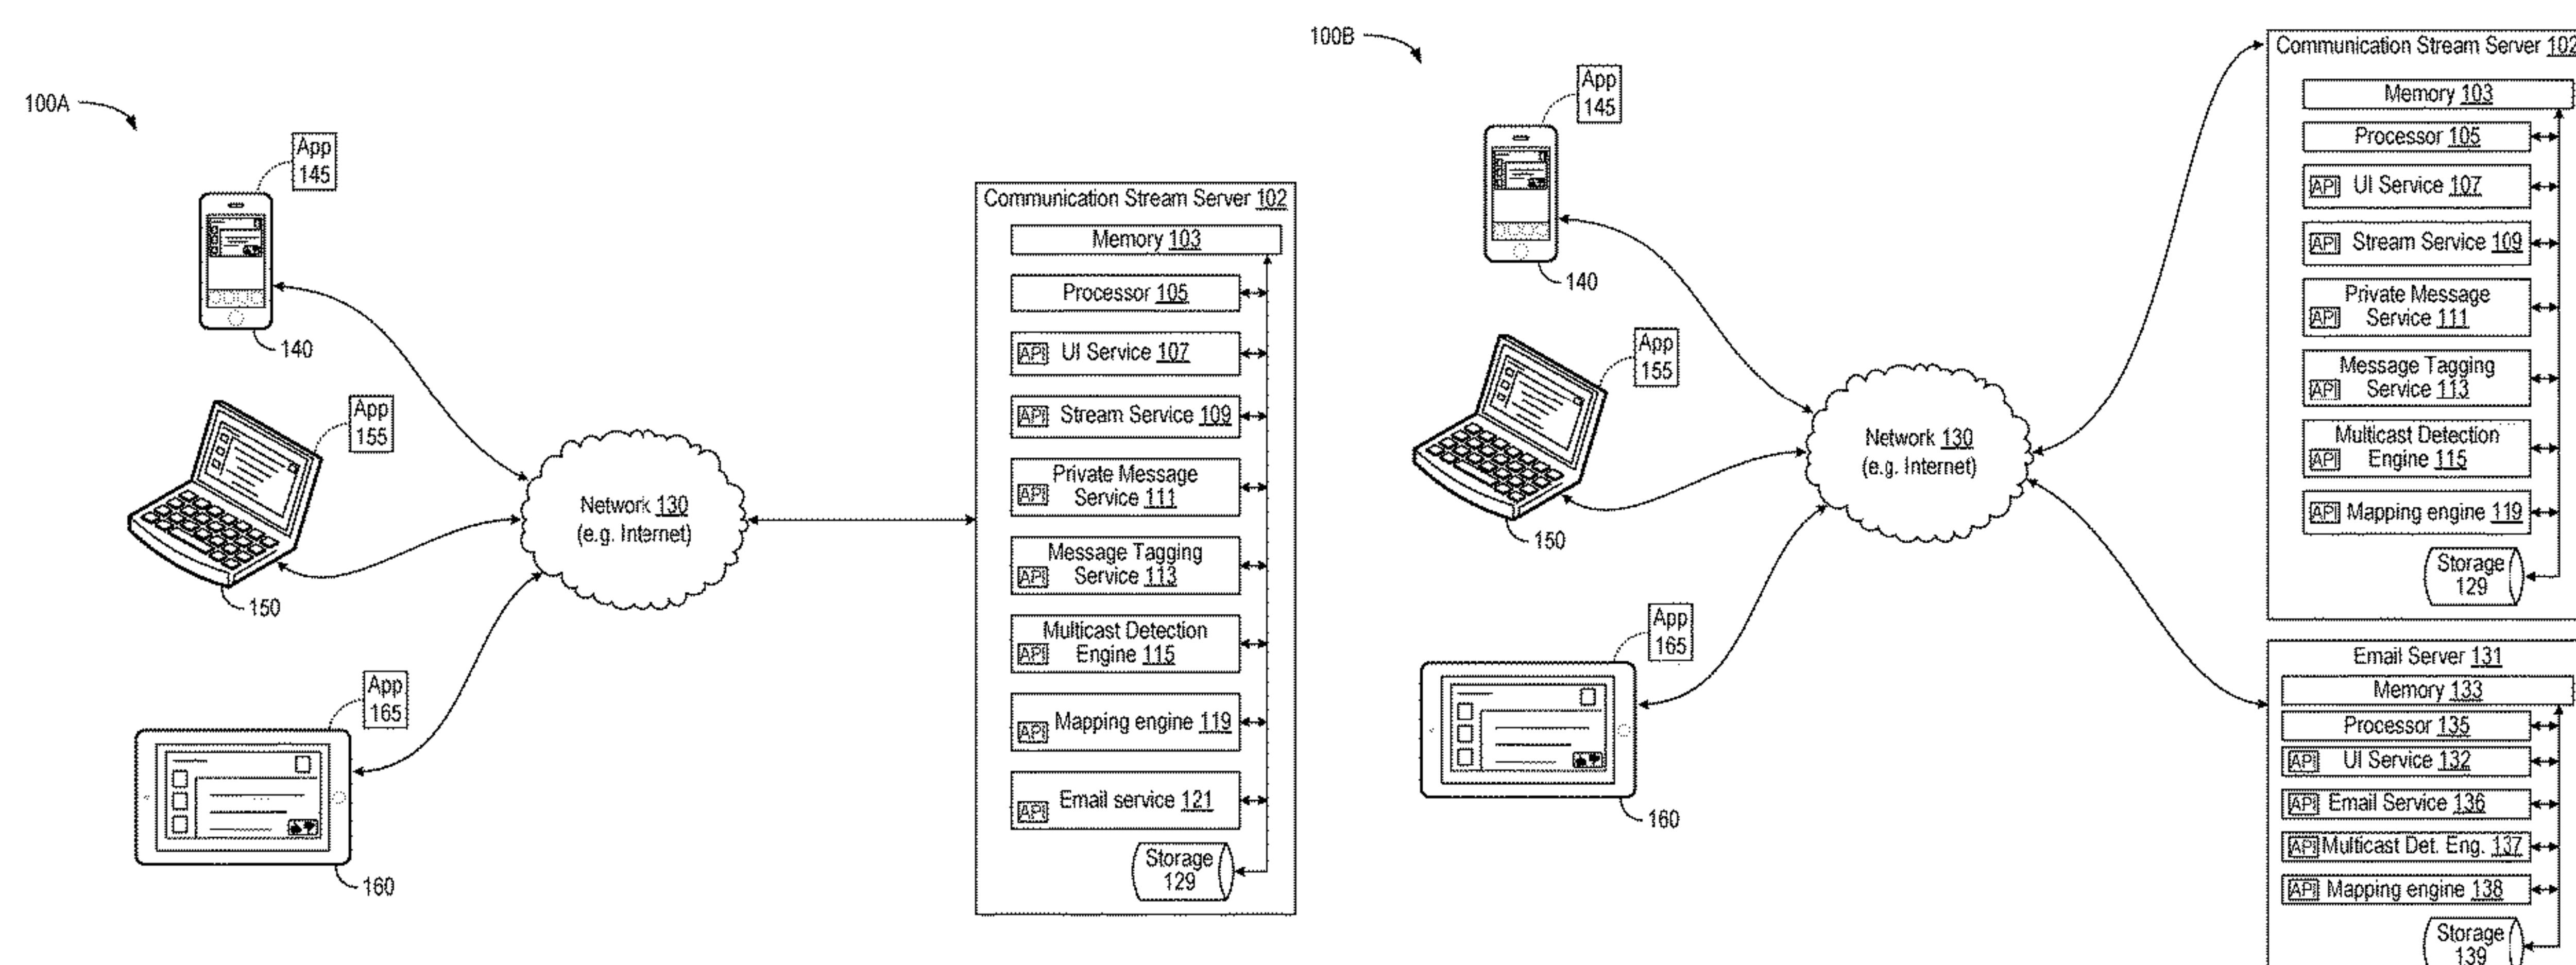 100A
App
145
140
App
155
150
App
165
160
Network 130
(e.g. Internet)
Communication Stream Server 102
Memory 103
Processor 105
API UI Service 107
API Stream Service 109
Private Message
API Service 111
Message Tagging
API Service 113
Multicast Detection
API Engine 115
API Mapping engine 119
API Email service 121
Storage
129
100B
App
145
140
App
155
150
App
165
160
Network 130
(e.g. Internet)
Communication Stream Server 102
Memory 103
Processor 105
API UI Service 107
API Stream Service 109
Private Message
API Service 111
Message Tagging
API Service 113
Multicast Detection
API Engine 115
API Mapping engine 119
Storage
129
Email Server 131
Memory 133
Processor 135
API UI Service 132
API Email Service 136
API Multicast Det. Eng. 137
API Mapping engine 138
Storage
139